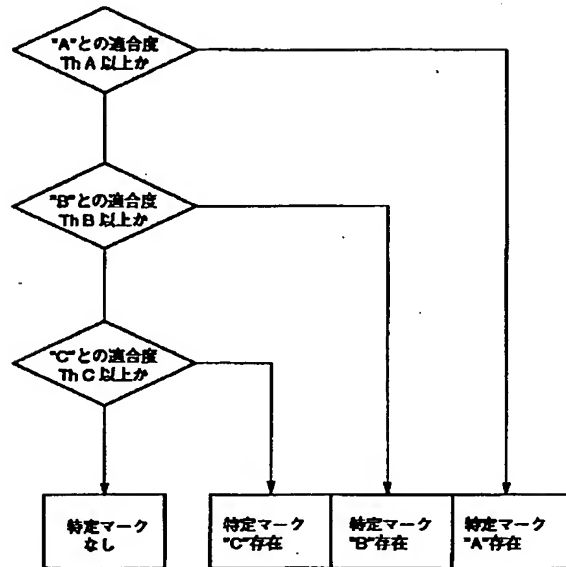 "A"との適合度
Th A 以上か
"B"との適合度
Th B 以上か
"C"との適合度
Th C 以上か
特定マーク
なし
特定マーク
"C"存在
特定マーク
"B"存在
特定マーク
"A"存在